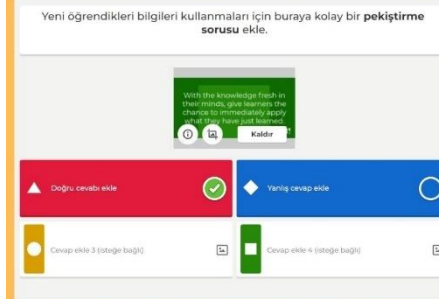 Yeni öğrendikleri bilgileri kullanmaları için buraya kolay bir pekiştirme
sorusu ekle.
With the knowledge fresh in
their minds, give learners the
chance to immediately apply
what they have just learned.
Kaldır
Doğru cevabı ekle
Yanlış cevap ekle
Cevap ekle 3 (isteğe bağlı)
Cevap ekle 4 (isteğe bağlı)